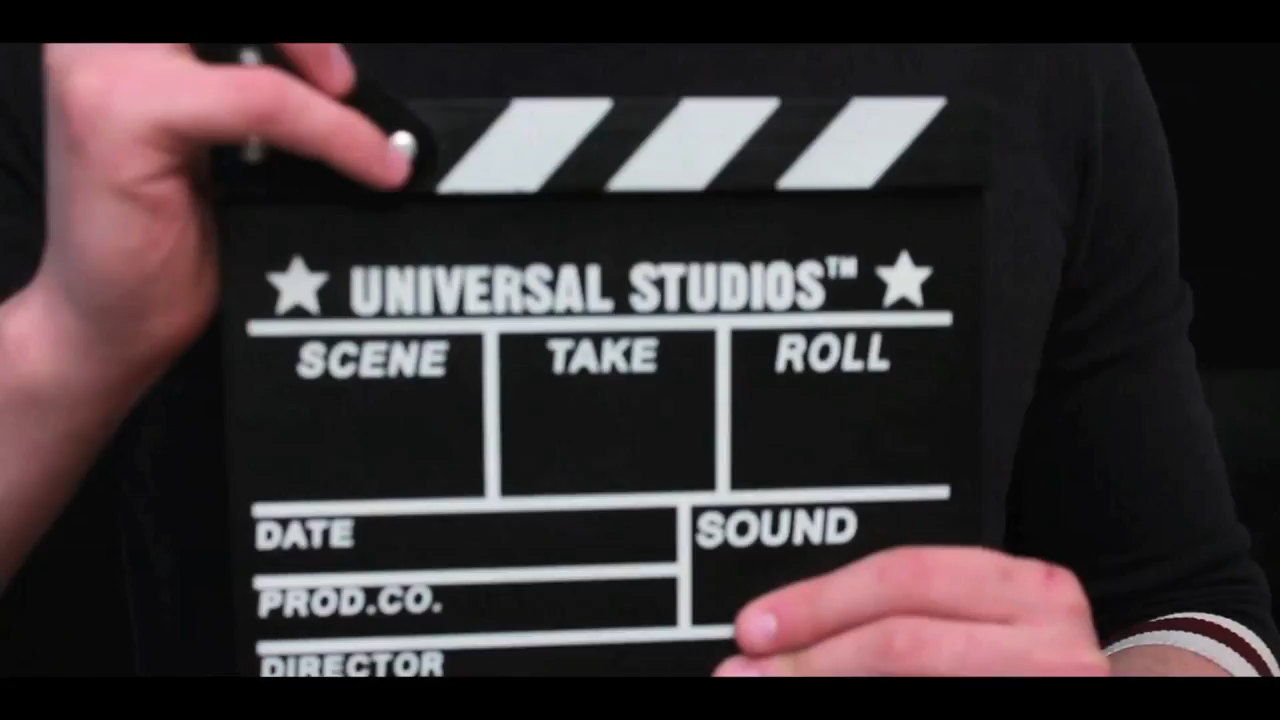 ★ UNIVERSAL STUDIOS™ ★
SCENE TAKE ROLL
DATE
SOUND
PROD.CO.
DIRECTOR